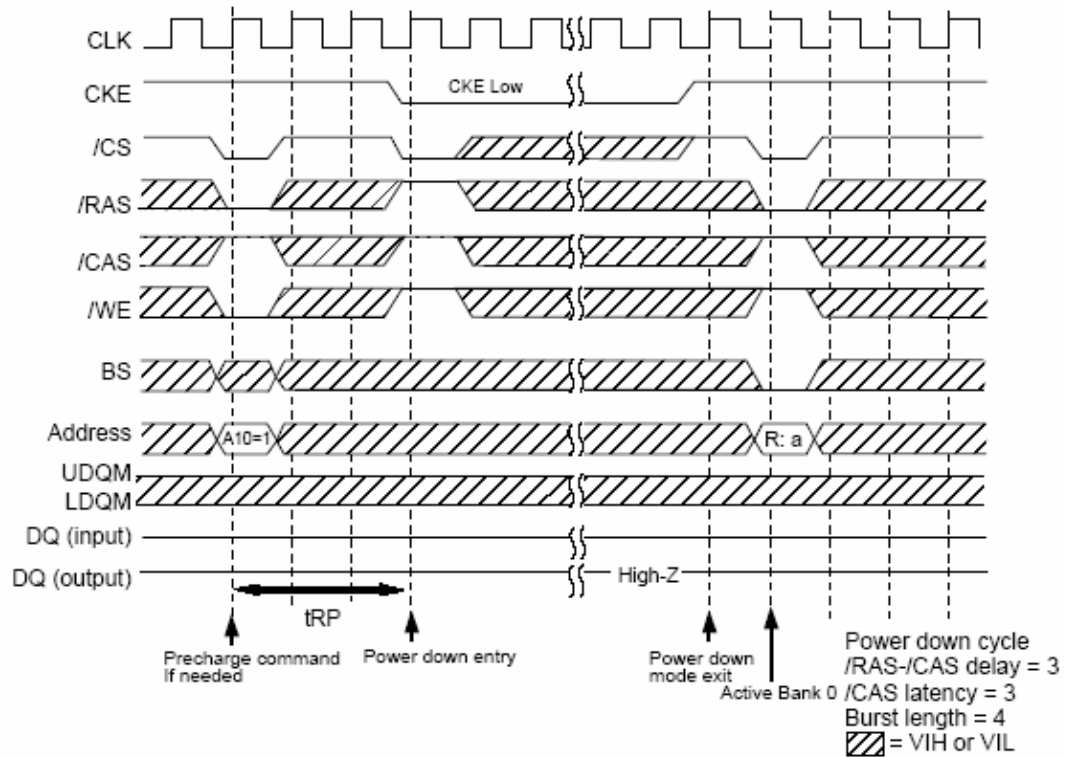 CLK
CKE
CKE Low
/CS
/RAS
/CAS
/WE
BS
Address
A10=1
R: a
UDQM
LDQM
DQ (input)
DQ (output)
High-Z
tRP
Precharge command
If needed
Power down entry
Power down
mode exit
Active Bank 0
Power down cycle
/RAS-/CAS delay = 3
/CAS latency = 3
Burst length = 4
= VIH or VIL